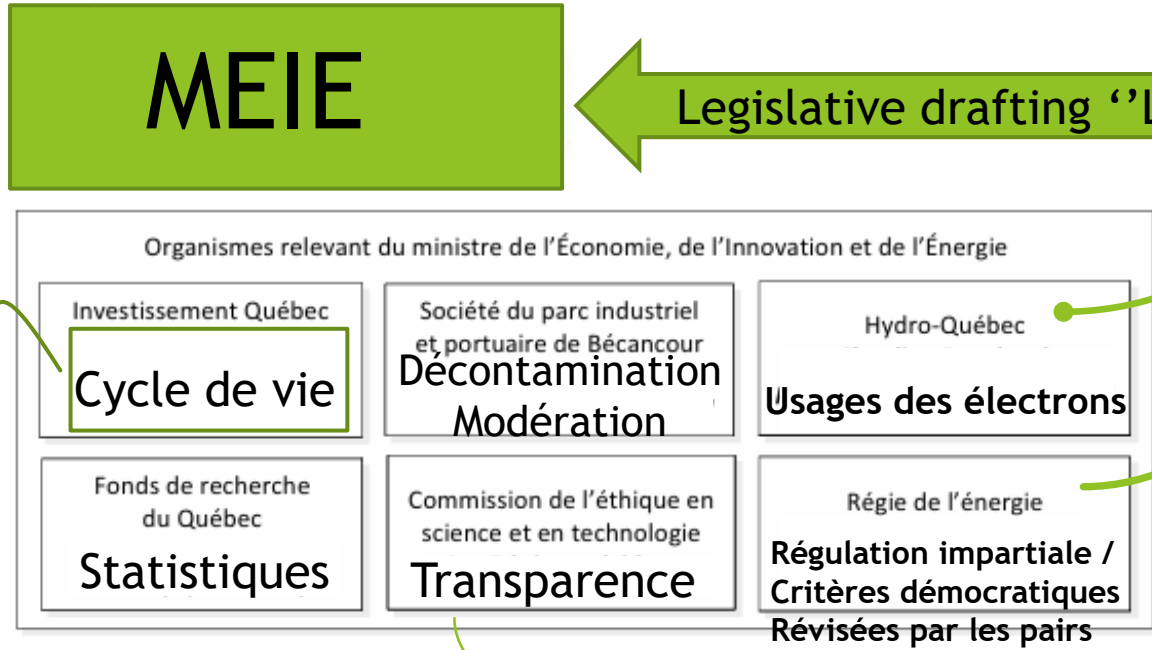 MEIE
Legislative drafting ‘’L
Organismes relevant du ministre de l’Économie, de l’Innovation et de l’Énergie
Investissement Québec
Cycle de vie
Société du parc industriel
et portuaire de Bécancour
Décontamination
Modération
Hydro-Québec
Usages des électrons
Fonds de recherche
du Québec
Statistiques
Commission de l’éthique en
science et en technologie
Transparence
Régie de l’énergie
Régulation impartiale /
Critères démocratiques
Révisées par les pairs